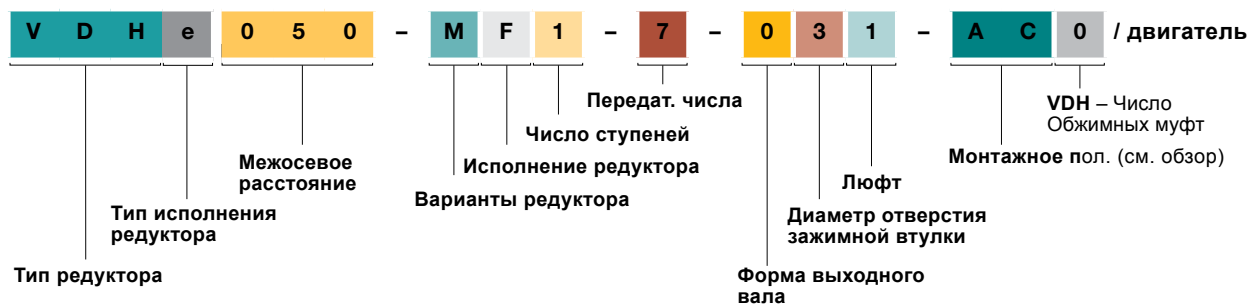 V D H e 0 5 0 – M F 1 – 7 – 0 3 1 – A C 0 / двигатель
Передат. числа
VDH – Число
Обжимных муфт
Число ступеней
Межосевое
расстояние
Исполнение редуктора
Монтажное пол. (см. обзор)
Люфт
Варианты редуктора
Тип исполнения
редуктора
Диаметр отверстия
зажимной втулки
Тип редуктора
Форма выходного
вала